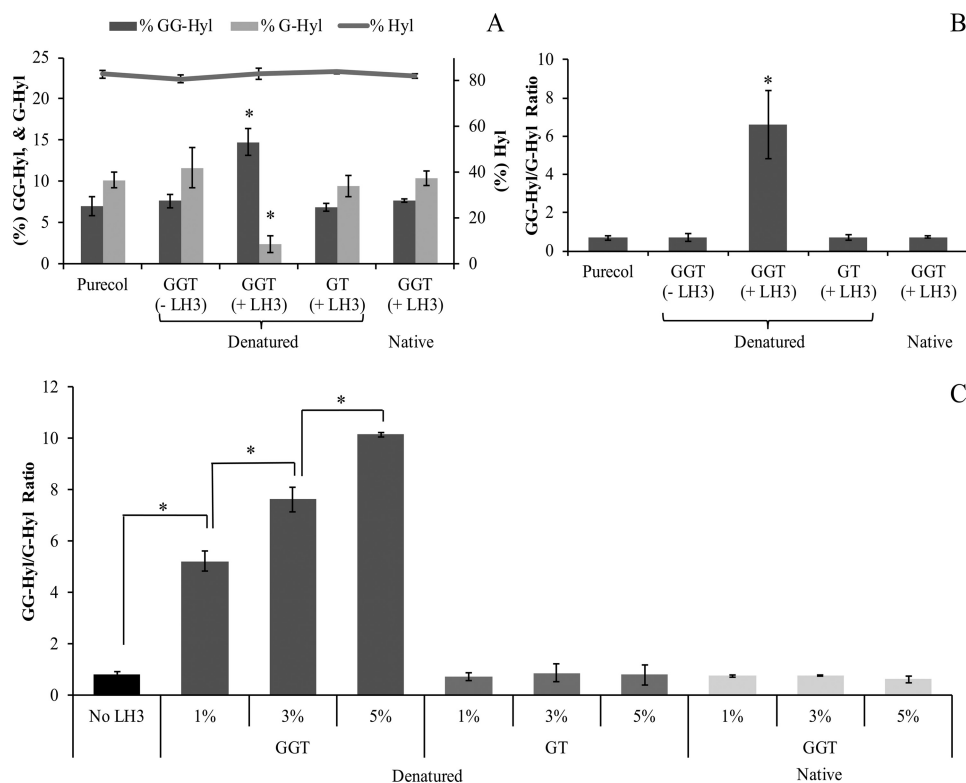 % GG-Hyl % G-Hyl % Hyl
A
(%) GG-Hyl, & G-Hyl
25
20
15
10
5
0
80
60
40
20
0
(%) Hyl
*
*
Purecol GGT GGT GT GGT
(- LH3) (+ LH3) (+ LH3) (+ LH3)
Denatured Native
B
GG-Hyl/G-Hyl Ratio
10
8
6
4
2
0
*
Purecol GGT GGT GT GGT
(- LH3) (+ LH3) (+ LH3) (+ LH3)
Denatured Native
C
GG-Hyl/G-Hyl Ratio
12
10
8
6
4
2
0
*
*
*
No LH3 1% 3% 5% 1% 3% 5% 1% 3% 5%
GGT GT GGT
Denatured Native